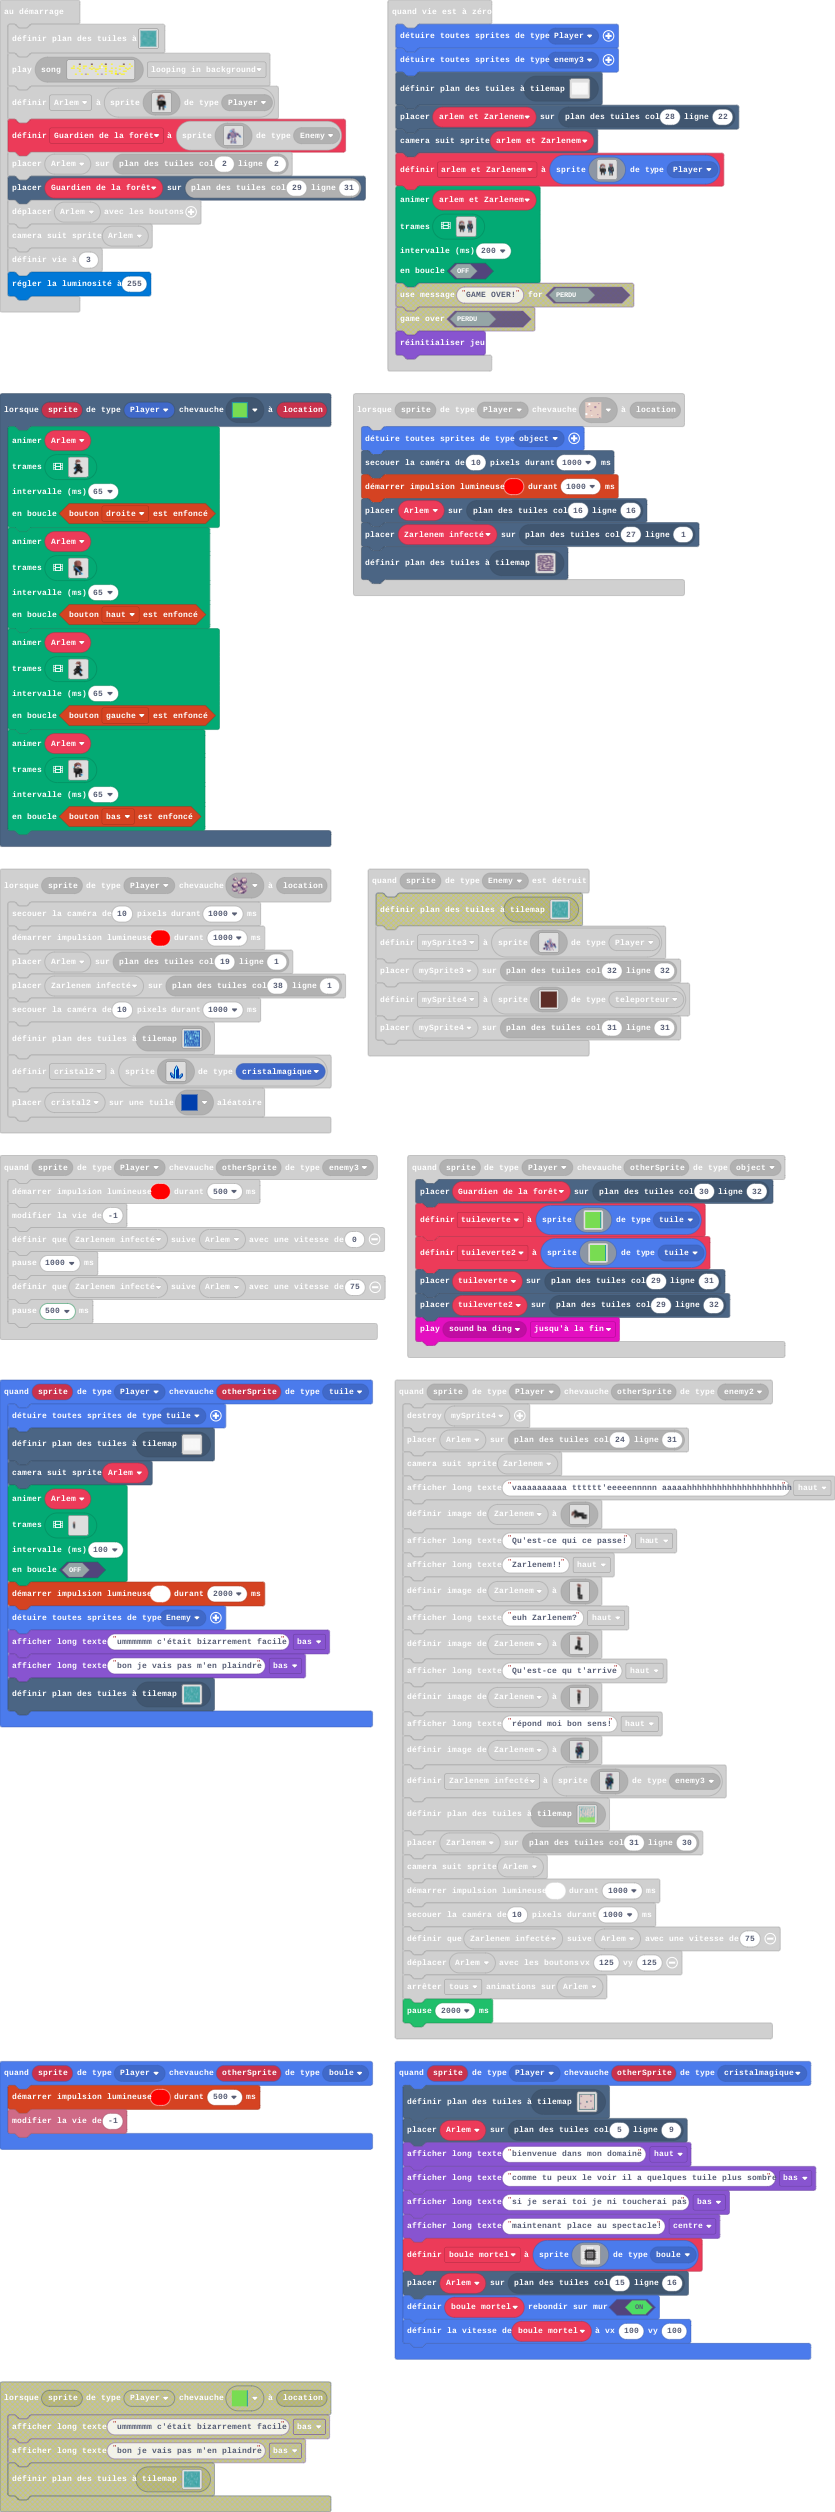 au démarrage
définir plan des tuiles à
play song looping in background
définir Arlem à sprite de type Player
définir Guardien de la forêt à sprite de type Enemy
placer Arlem sur plan des tuiles col 2 ligne 2
placer Guardien de la forêt sur plan des tuiles col 29 ligne 31
déplacer Arlem avec les boutons
camera suit sprite Arlem
définir vie à 3
régler la luminosité à 255
quand vie est à zéro
détuire toutes sprites de type Player
détuire toutes sprites de type enemy3
définir plan des tuiles à tilemap
placer arlem et Zarlenem sur plan des tuiles col 28 ligne 22
camera suit sprite arlem et Zarlenem
définir arlem et Zarlenem à sprite de type Player
animer arlem et Zarlenem
trames
intervalle (ms) 200
en boucle OFF
use message "GAME OVER!" for PERDU
game over PERDU
réinitialiser jeu
lorsque sprite de type Player chevauche à location
animer Arlem
trames
intervalle (ms) 65
en boucle bouton droite est enfoncé
animer Arlem
trames
intervalle (ms) 65
en boucle bouton haut est enfoncé
animer Arlem
trames
intervalle (ms) 65
en boucle bouton gauche est enfoncé
animer Arlem
trames
intervalle (ms) 65
en boucle bouton bas est enfoncé
lorsque sprite de type Player chevauche à location
détuire toutes sprites de type object
secouer la caméra de 10 pixels durant 1000 ms
démarrer impulsion lumineuse durant 1000 ms
placer Arlem sur plan des tuiles col 16 ligne 16
placer Zarlenem infecté sur plan des tuiles col 27 ligne 1
définir plan des tuiles à tilemap
lorsque sprite de type Player chevauche à location
secouer la caméra de 10 pixels durant 1000 ms
démarrer impulsion lumineuse durant 1000 ms
placer Arlem sur plan des tuiles col 19 ligne 1
placer Zarlenem infecté sur plan des tuiles col 38 ligne 1
secouer la caméra de 10 pixels durant 1000 ms
définir plan des tuiles à tilemap
définir cristal2 à sprite de type cristalmagique
placer cristal2 sur une tuile aléatoire
quand sprite de type Enemy est détruit
définir plan des tuiles à tilemap
définir mySprite3 à sprite de type Player
placer mySprite3 sur plan des tuiles col 32 ligne 32
définir mySprite4 à sprite de type teleporteur
placer mySprite4 sur plan des tuiles col 31 ligne 31
quand sprite de type Player chevauche otherSprite de type enemy3
démarrer impulsion lumineuse durant 500 ms
modifier la vie de -1
définir que Zarlenem infecté suive Arlem avec une vitesse de 0
pause 1000 ms
définir que Zarlenem infecté suive Arlem avec une vitesse de 75
pause 500 ms
quand sprite de type Player chevauche otherSprite de type object
placer Guardien de la forêt sur plan des tuiles col 30 ligne 32
définir tuileverte à sprite de type tuile
définir tuileverte2 à sprite de type tuile
placer tuileverte sur plan des tuiles col 29 ligne 31
placer tuileverte2 sur plan des tuiles col 29 ligne 32
play sound ba ding jusqu'à la fin
quand sprite de type Player chevauche otherSprite de type tuile
détuire toutes sprites de type tuile
définir plan des tuiles à tilemap
camera suit sprite Arlem
animer Arlem
trames
intervalle (ms) 100
en boucle OFF
démarrer impulsion lumineuse durant 2000 ms
détuire toutes sprites de type Enemy
afficher long texte "ummmmmm c'était bizarrement facile" bas
afficher long texte "bon je vais pas m'en plaindre" bas
définir plan des tuiles à tilemap
quand sprite de type Player chevauche otherSprite de type enemy2
destroy mySprite4
placer Arlem sur plan des tuiles col 24 ligne 31
camera suit sprite Zarlenem
afficher long texte haut
définir image de Zarlenem à
afficher long texte "Qu'est-ce qui ce passe!" haut
afficher long texte "Zarlenem!!" haut
définir image de Zarlenem à
afficher long texte "euh Zarlenem?" haut
définir image de Zarlenem à
afficher long texte "Qu'est-ce qu t'arrive" haut
définir image de Zarlenem à
afficher long texte "répond moi bon sens!" haut
définir image de Zarlenem à
définir Zarlenem infecté à sprite de type enemy3
définir plan des tuiles à tilemap
placer Zarlenem sur plan des tuiles col 31 ligne 30
camera suit sprite Arlem
démarrer impulsion lumineuse durant 1000 ms
secouer la caméra de 10 pixels durant 1000 ms
définir que Zarlenem infecté suive Arlem avec une vitesse de 75
déplacer Arlem avec les boutons vx 125 vy 125
arrêter tous animations sur Arlem
pause 2000 ms
quand sprite de type Player chevauche otherSprite de type boule
démarrer impulsion lumineuse durant 500 ms
modifier la vie de -1
quand sprite de type Player chevauche otherSprite de type cristalmagique
définir plan des tuiles à tilemap
placer Arlem sur plan des tuiles col 5 ligne 9
afficher long texte "bienvenue dans mon domaine" haut
afficher long texte "comme tu peux le voir il a quelques tuile plus sombre" bas
afficher long texte "si je serai toi je ni toucherai pas" bas
afficher long texte "maintenant place au spectacle!" centre
définir boule mortel à sprite de type boule
placer Arlem sur plan des tuiles col 15 ligne 16
définir boule mortel rebondir sur mur ON
définir la vitesse de boule mortel à vx 100 vy 100
lorsque sprite de type Player chevauche à location
afficher long texte "ummmmmm c'était bizarrement facile" bas
afficher long texte "bon je vais pas m'en plaindre" bas
définir plan des tuiles à tilemap